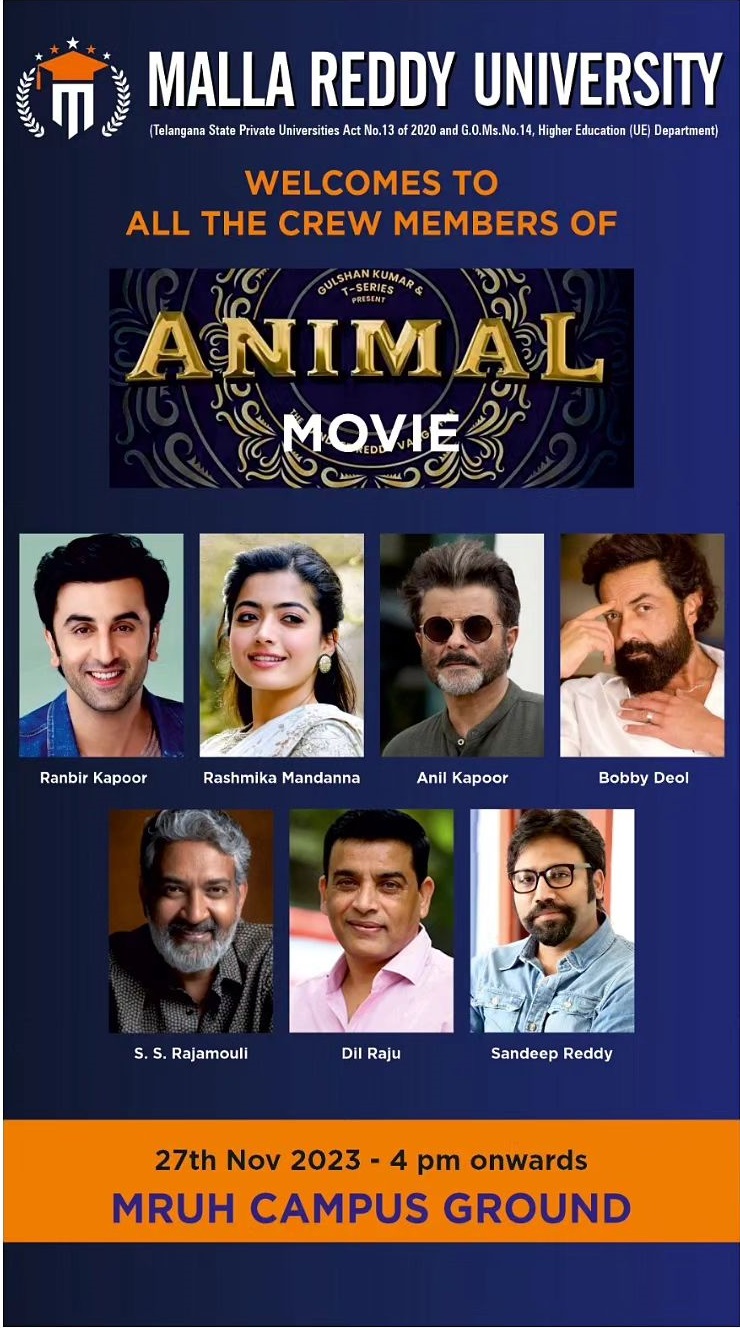 MALLA REDDY UNIVERSITY
(Telangana State Private Universities Act No.13 of 2020 and G.O.Ms.No.14, Higher Education (UE) Department)
WELCOMES TO
ALL THE CREW MEMBERS OF
GULSHAN KUMAR &
T-SERIES
PRESENT
ANIMAL
MOVIE
REDDY
Ranbir Kapoor Rashmika Mandanna Anil Kapoor Bobby Deol
S. S. Rajamouli Dil Raju Sandeep Reddy
27th Nov 2023 - 4 pm onwards
MRUH CAMPUS GROUND